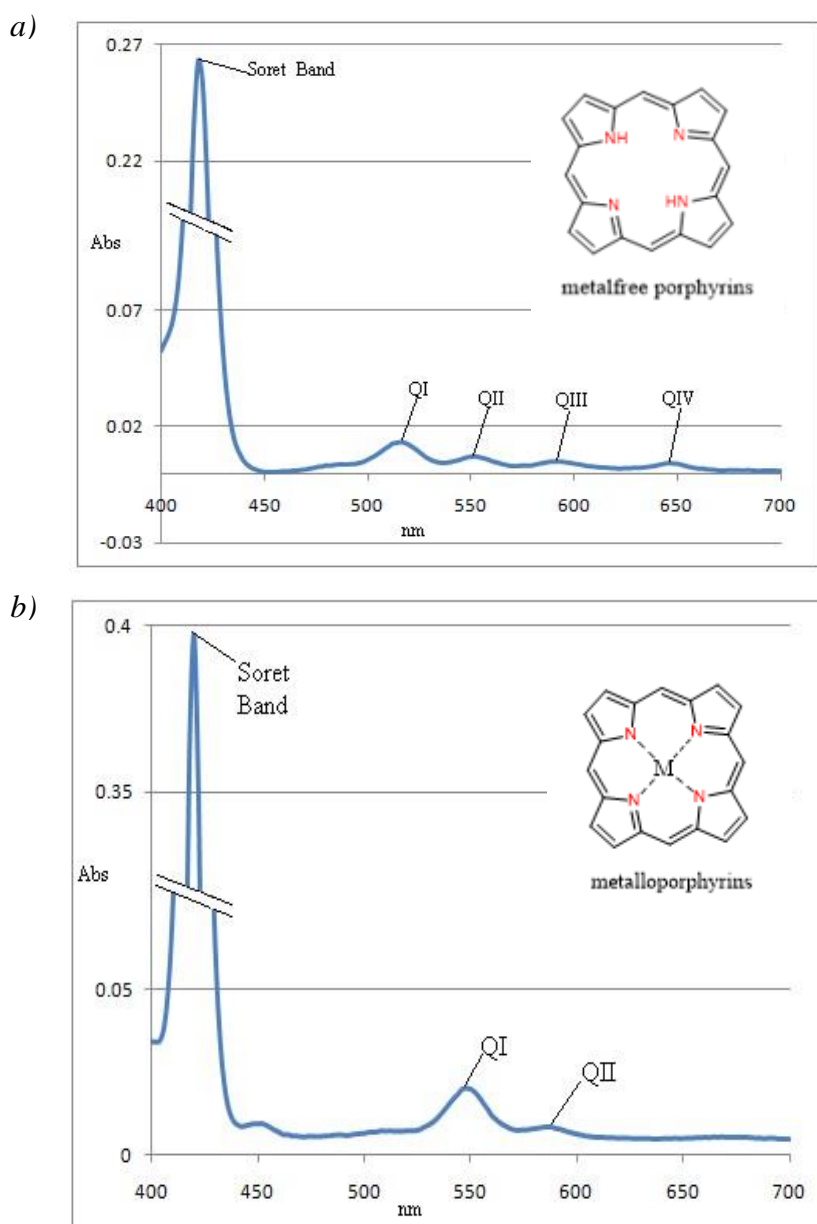 a)
0.27
Soret Band
0.22
NH
N
N
HN
Abs
metalfree porphyrins
0.07
QI
QII
QIII
QIV
0.02
400
450
500
550
600
650
700
nm
-0.03
b)
0.4
Soret
Band
N
N
M
N
N
0.35
Abs
metalloporphyrins
0.05
QI
QII
0
400
450
500
550
600
650
700
nm